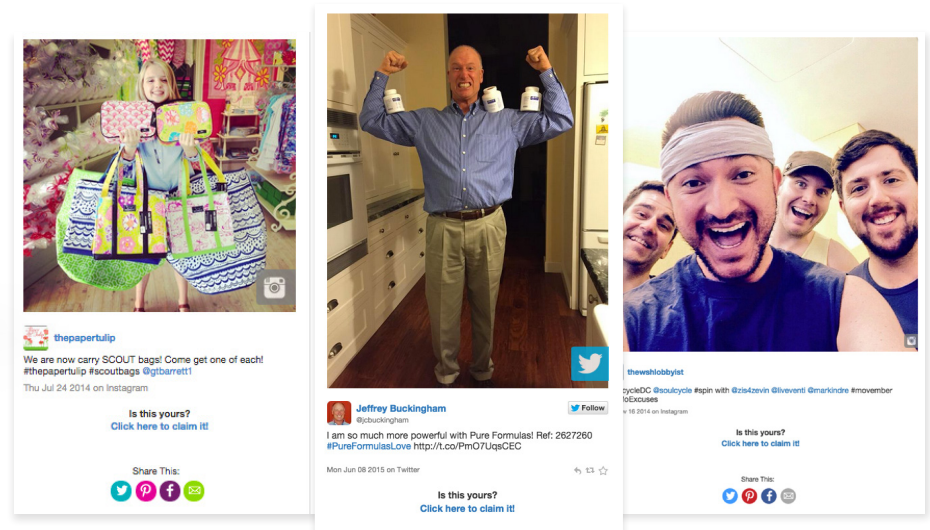 thepapertulip
We are now carry SCOUT bags! Come get one of each!
#thepapertulip #scoutbags @gtbarrett1
Thu Jul 24 2014 on Instagram
Is this yours?
Click here to claim it!
Share This:
Jeffrey Buckingham
@jcbuckingham
Follow
I am so much more powerful with Pure Formulas! Ref: 2627260
#PureFormulasLove http://t.co/PmO7UqsCEC
Mon Jun 08 2015 on Twitter
Is this yours?
Click here to claim it!
thewshlobbyist
cycleDC @soulcycle #spin with @zis4zevin @liveventi @markindre #movember
oExcuses
16 2014 on Instagram
Is this yours?
Click here to claim it!
Share This: